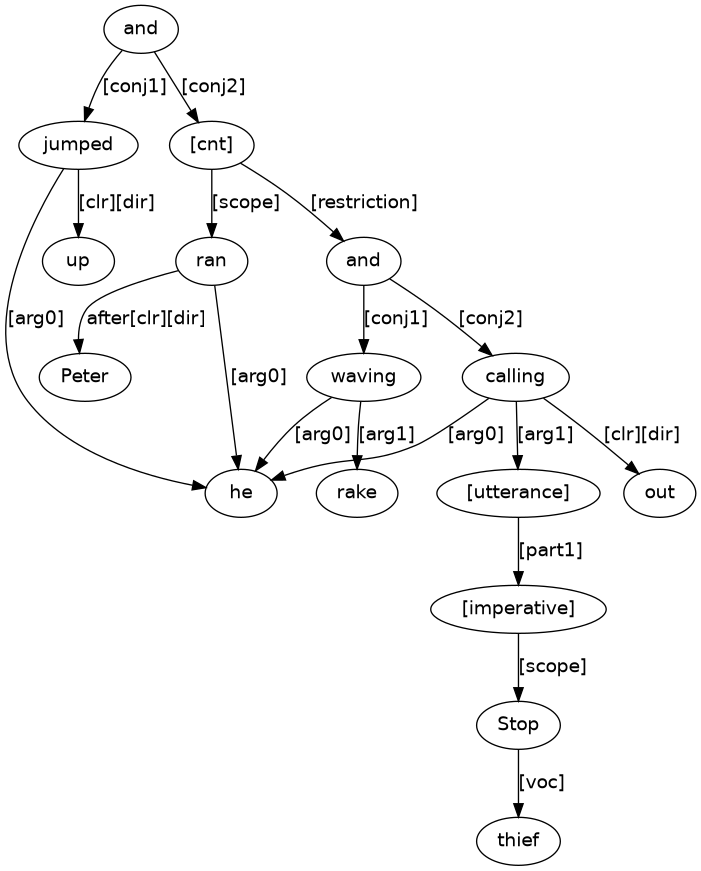 and
[conj1] [conj2]
jumped [cnt]
[clr][dir] [scope] [restriction]
up ran and
[arg0] after[clr][dir] [conj1] [conj2]
Peter [arg0] waving calling
[arg0] [arg1] [arg0] [arg1] [clr][dir]
he rake [utterance] out
[part1]
[imperative]
[scope]
Stop
[voc]
thief